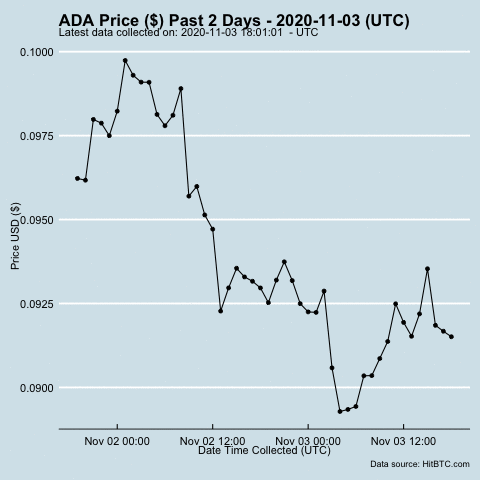 ADA Price ($) Past 2 Days - 2020-11-03 (UTC)
Latest data collected on: 2020-11-03 18:01:01 - UTC
0.1000
0.0975
0.0950
0.0925
0.0900
Price USD ($)
Nov 02 00:00 Nov 02 12:00 Nov 03 00:00 Nov 03 12:00
Date Time Collected (UTC)
Data source: HitBTC.com